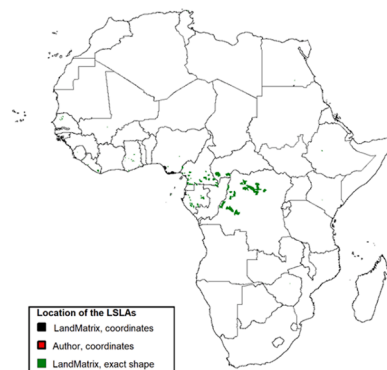 Location of the LSLAs
LandMatrix, coordinates
Author, coordinates
LandMatrix, exact shape